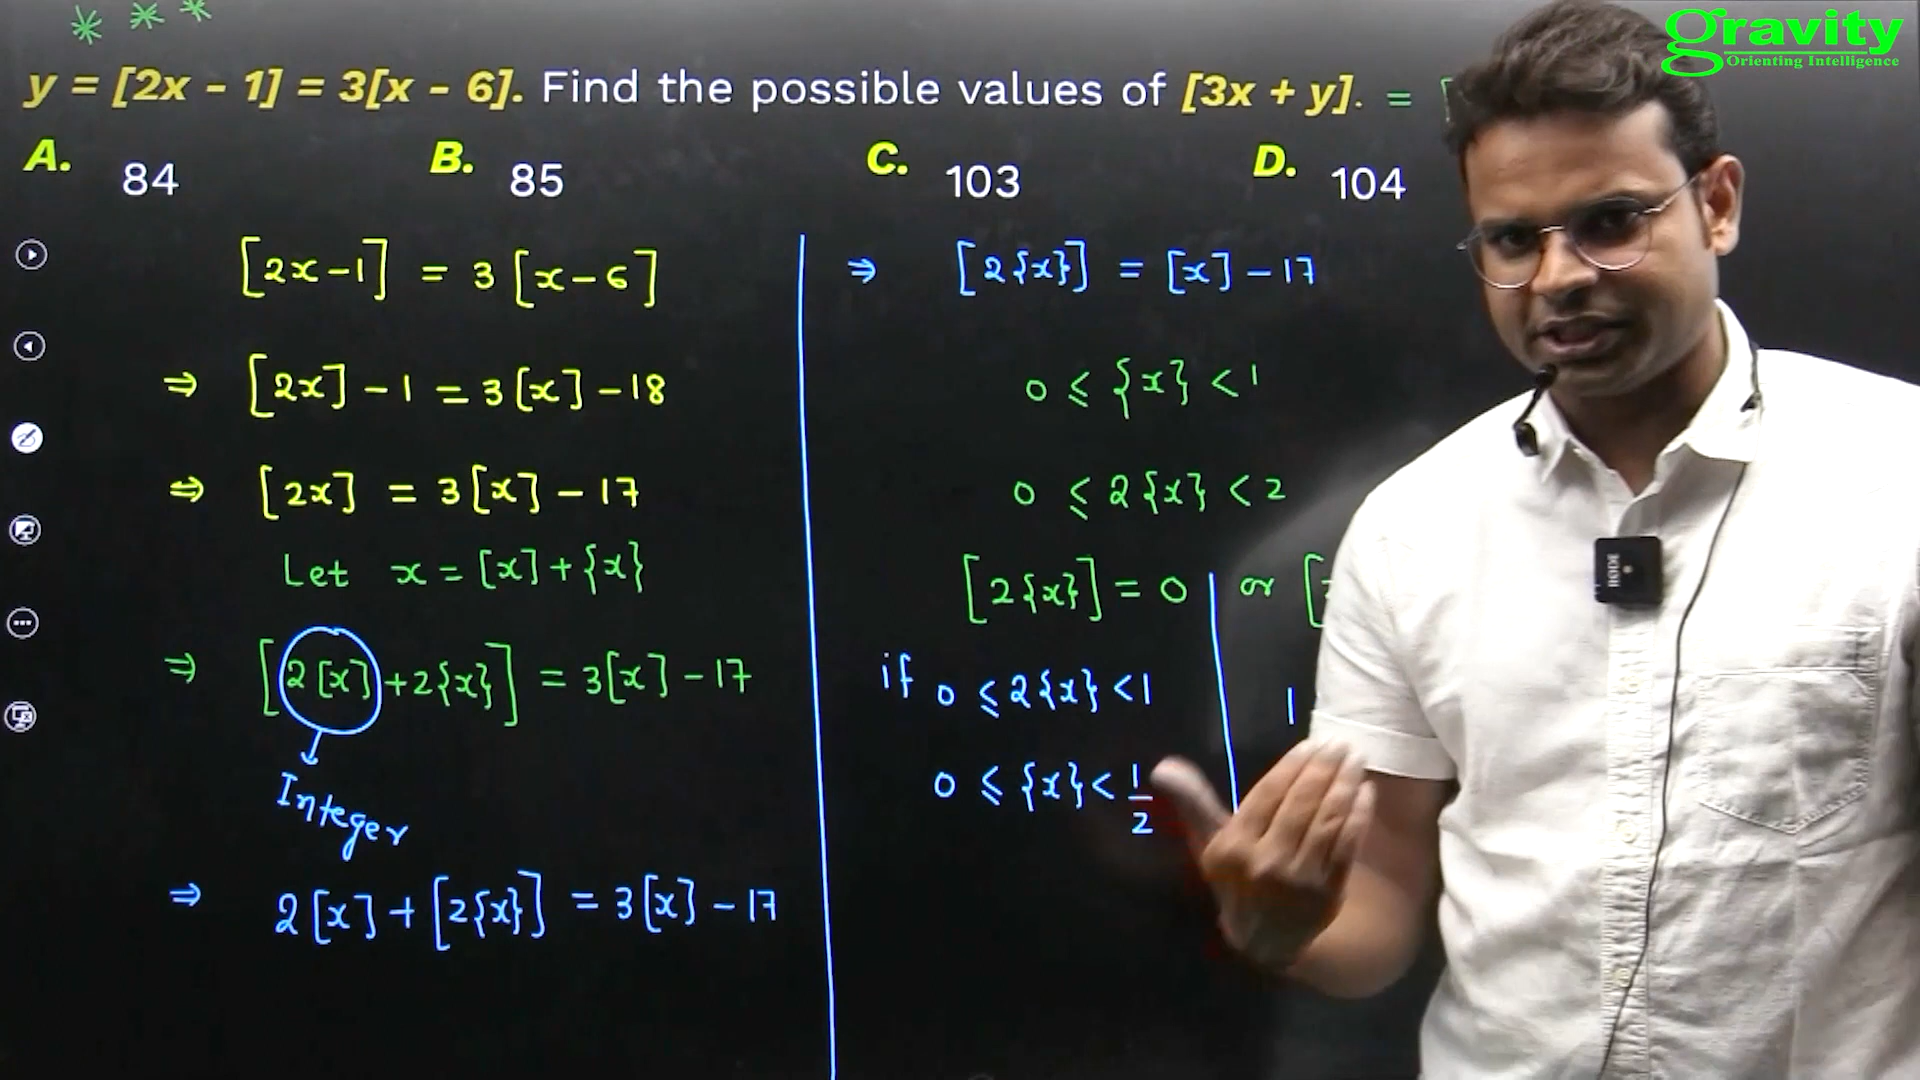 * * *
gravity
Orienting Intelligence
y = [2x - 1] = 3[x - 6]. Find the possible values of [3x + y]. = [
A. 84 B. 85 C. 103 D. 104
[2x-1] = 3[x-6]
⇒ [2x] - 1 = 3[x] - 18
⇒ [2x] = 3[x] - 17
Let x = [x] + {x}
⇒ [2[x] + 2{x}] = 3[x] - 17
Integer
⇒ 2[x] + [2{x}] = 3[x] - 17
⇒ [2{x}] = [x] - 17
0 ⩽ {x} < 1
0 ⩽ 2{x} < 2
[2{x}] = 0 or [
if 0 ⩽ 2{x} < 1 1
0 ⩽ {x} < 1/2